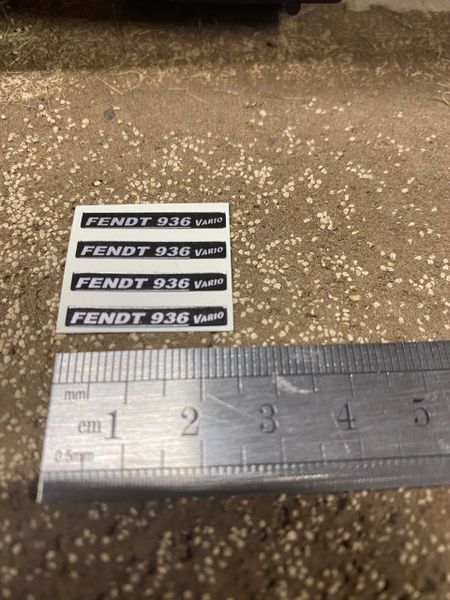 FENDT 936 VARIO
FENDT 936 VARIO
FENDT 936 VARIO
FENDT 936 VARIO
mm
cm 1 2 3 4 5
0.5mm